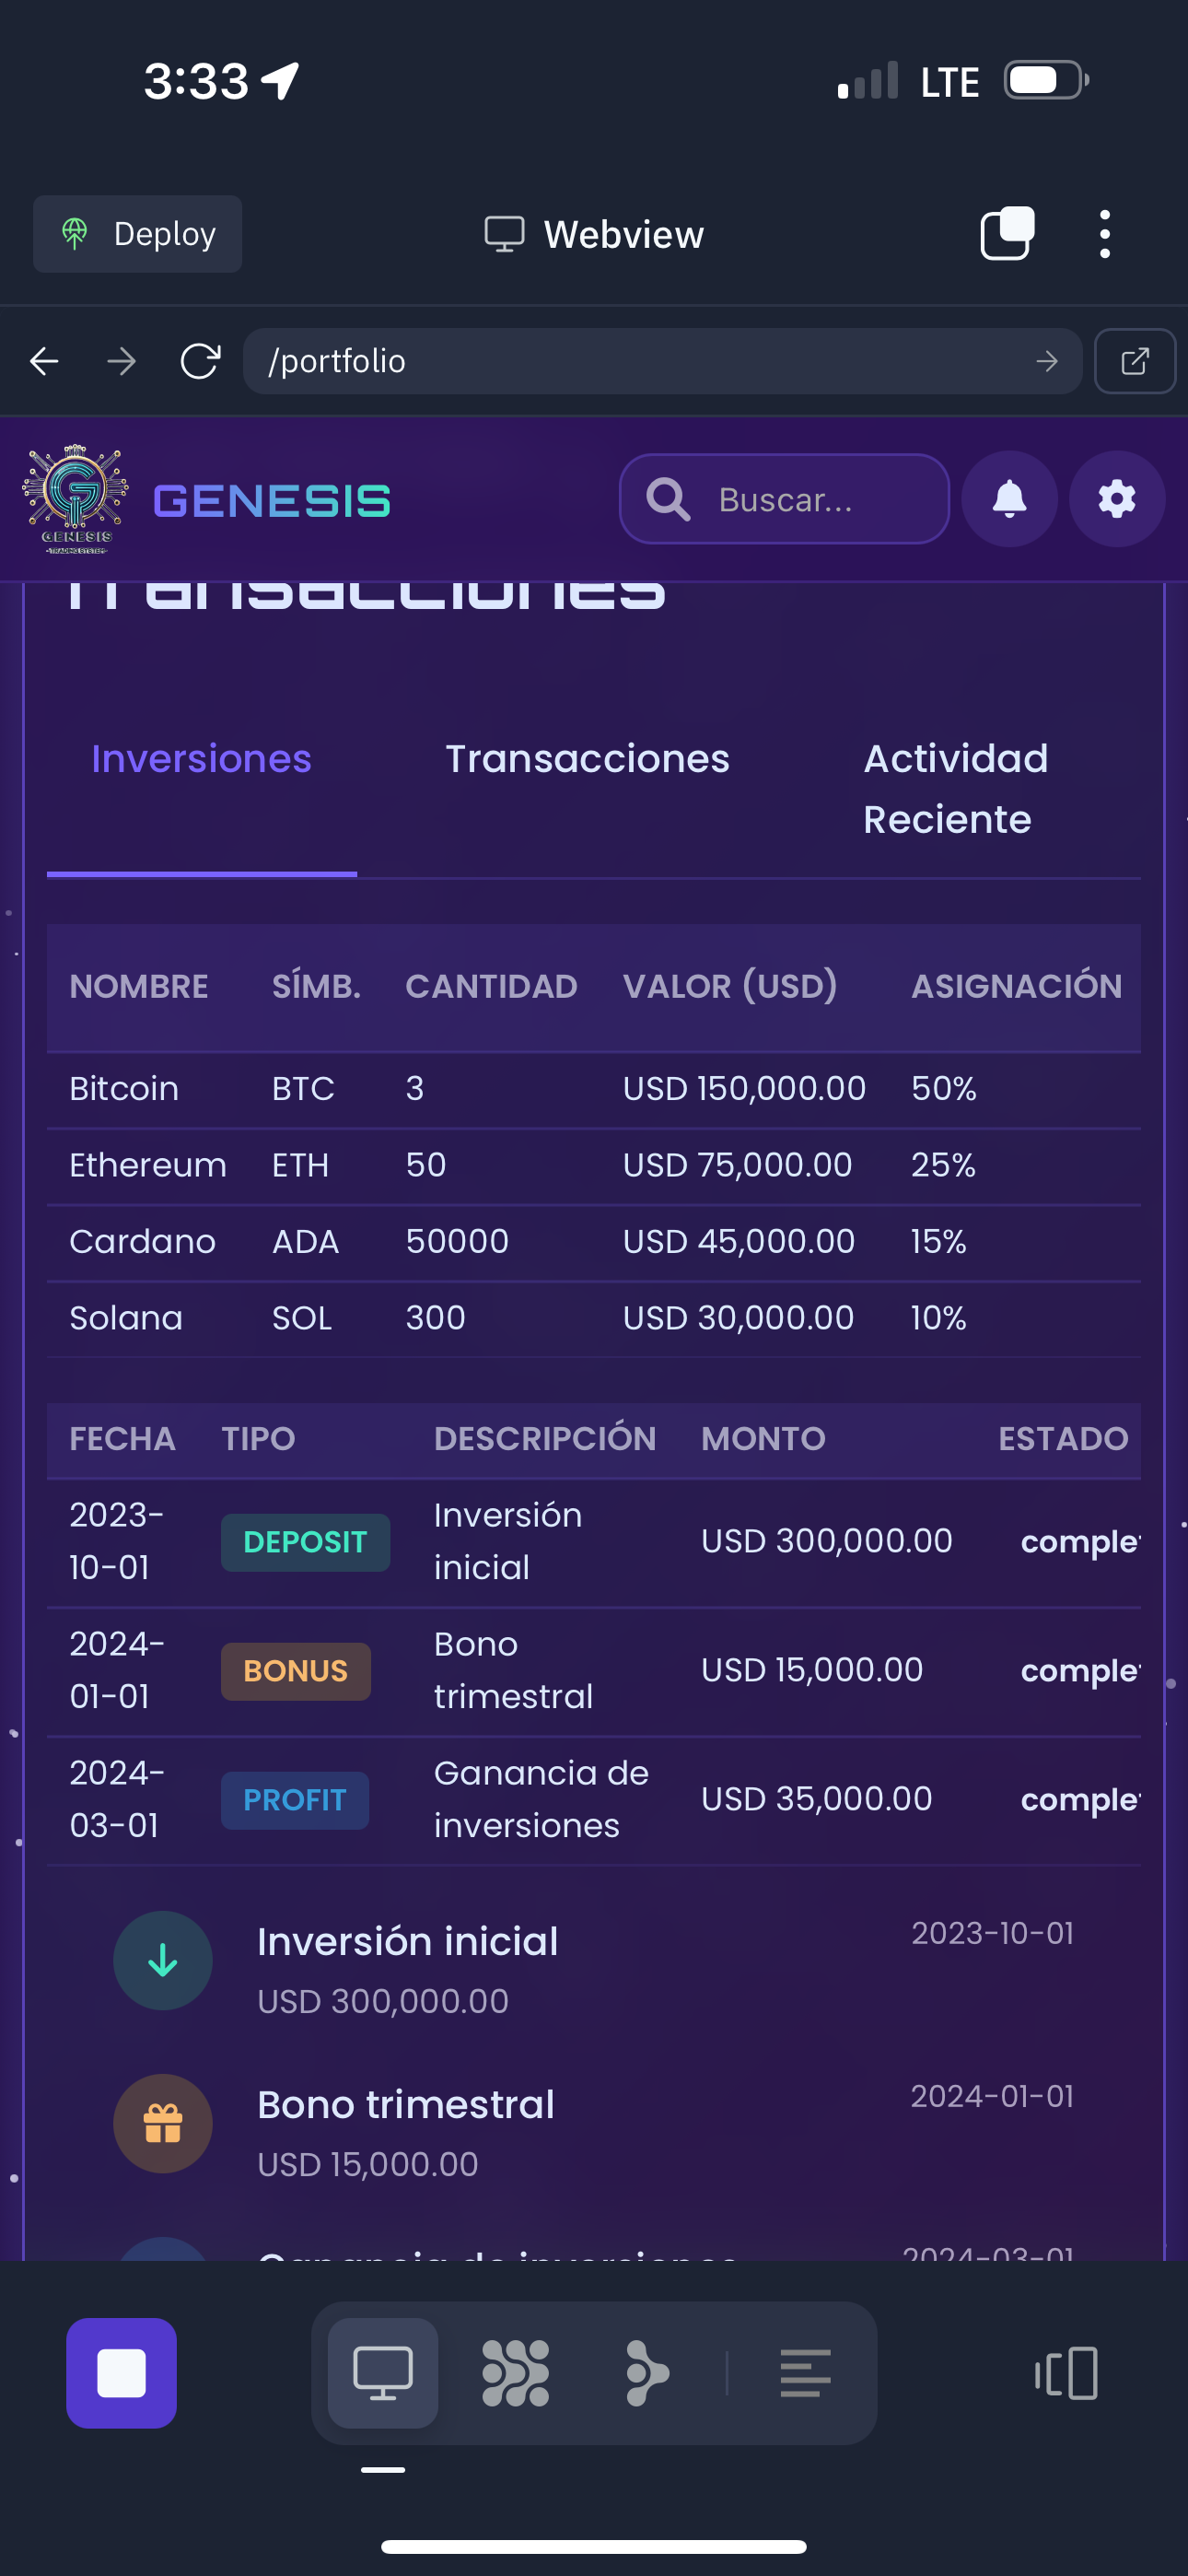 3:33
LTE
Deploy
Webview
/portfolio
GENESIS
GENESIS
Buscar...
Transacciones
Inversiones
Transacciones
Actividad
Reciente
NOMBRE SÍMB. CANTIDAD VALOR (USD) ASIGNACIÓN
Bitcoin BTC 3 USD 150,000.00 50%
Ethereum ETH 50 USD 75,000.00 25%
Cardano ADA 50000 USD 45,000.00 15%
Solana SOL 300 USD 30,000.00 10%
FECHA TIPO DESCRIPCIÓN MONTO ESTADO
2023-
10-01
DEPOSIT
Inversión
inicial
USD 300,000.00
comple
2024-
01-01
BONUS
Bono
trimestral
USD 15,000.00
comple
2024-
03-01
PROFIT
Ganancia de
inversiones
USD 35,000.00
comple
Inversión inicial
2023-10-01
USD 300,000.00
Bono trimestral
2024-01-01
USD 15,000.00
Ganancia de inversiones
2024-03-01